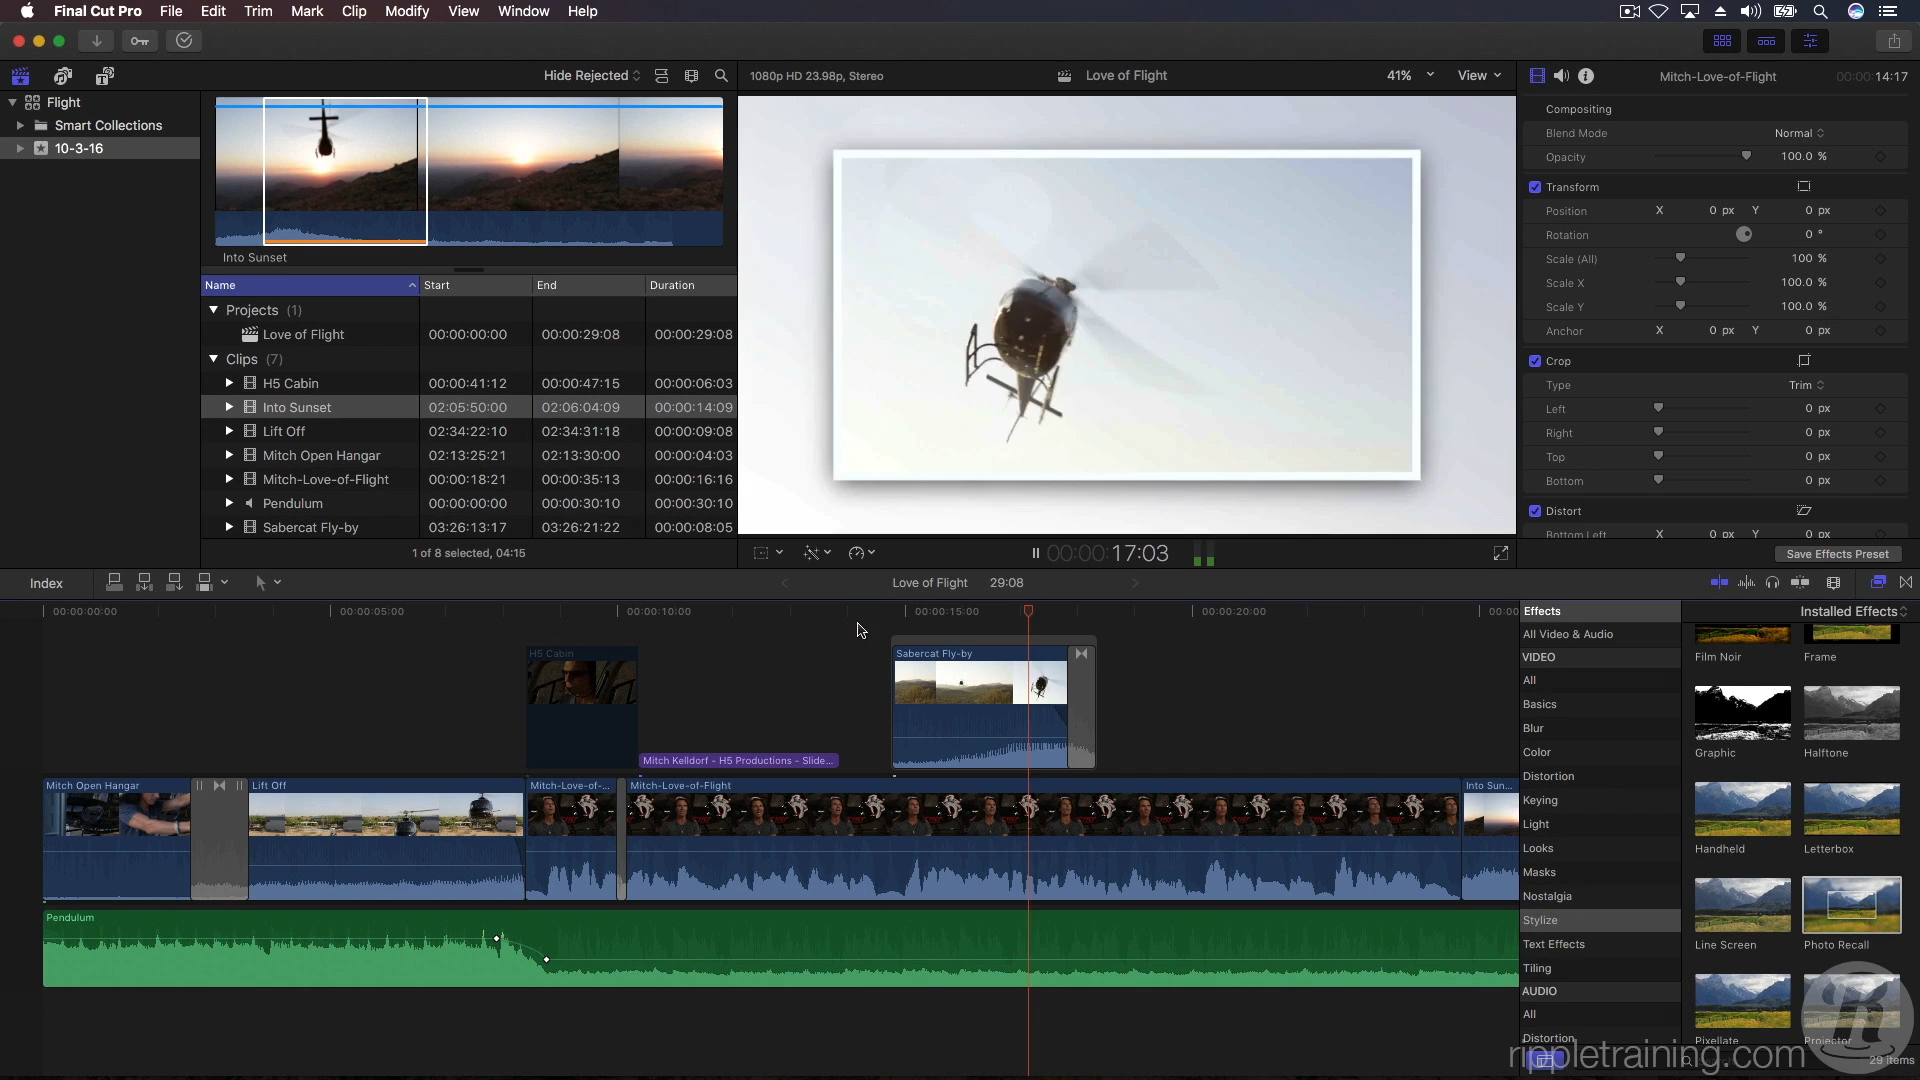 Final Cut Pro File Edit Trim Mark Clip Modify View Window Help
Hide Rejected
1080p HD 23.98p, Stereo
Love of Flight
41%
View
Mitch-Love-of-Flight
00:00:14:17
Flight
Smart Collections
10-3-16
Into Sunset
Name Start End Duration
Projects (1)
Love of Flight 00:00:00:00 00:00:29:08 00:00:29:08
Clips (7)
H5 Cabin 00:00:41:12 00:00:47:15 00:00:06:03
Into Sunset 02:05:50:00 02:06:04:09 00:00:14:09
Lift Off 02:34:22:10 02:34:31:18 00:00:09:08
Mitch Open Hangar 02:13:25:21 02:13:30:00 00:00:04:03
Mitch-Love-of-Flight 00:00:18:21 00:00:35:13 00:00:16:16
Pendulum 00:00:00:00 00:00:30:10 00:00:30:10
Sabercat Fly-by 03:26:13:17 03:26:21:22 00:00:08:05
1 of 8 selected, 04:15
00:00:17:03
Compositing
Blend Mode Normal
Opacity 100.0 %
Transform
Position X 0 px Y 0 px
Rotation 0 °
Scale (All) 100 %
Scale X 100.0 %
Scale Y 100.0 %
Anchor X 0 px Y 0 px
Crop
Type Trim
Left 0 px
Right 0 px
Top 0 px
Bottom 0 px
Distort
Bottom Left X 0 px Y 0 px
Save Effects Preset
Index
Love of Flight 29:08
00:00:00:00 00:00:05:00 00:00:10:00 00:00:15:00 00:00:20:00 00:00
H5 Cabin
Sabercat Fly-by
Mitch Kelldorf - H5 Productions - Slide...
Mitch Open Hangar
Lift Off
Mitch-Love-of-...
Mitch-Love-of-Flight
Into Sun...
Pendulum
Effects
Installed Effects
All Video & Audio
VIDEO
All
Basics
Blur
Color
Distortion
Keying
Light
Looks
Masks
Nostalgia
Stylize
Text Effects
Tiling
AUDIO
All
Distortion
Film Noir Frame
Graphic Halftone
Handheld Letterbox
Line Screen Photo Recall
Pixellate Projector
29 items
rippletraining.com